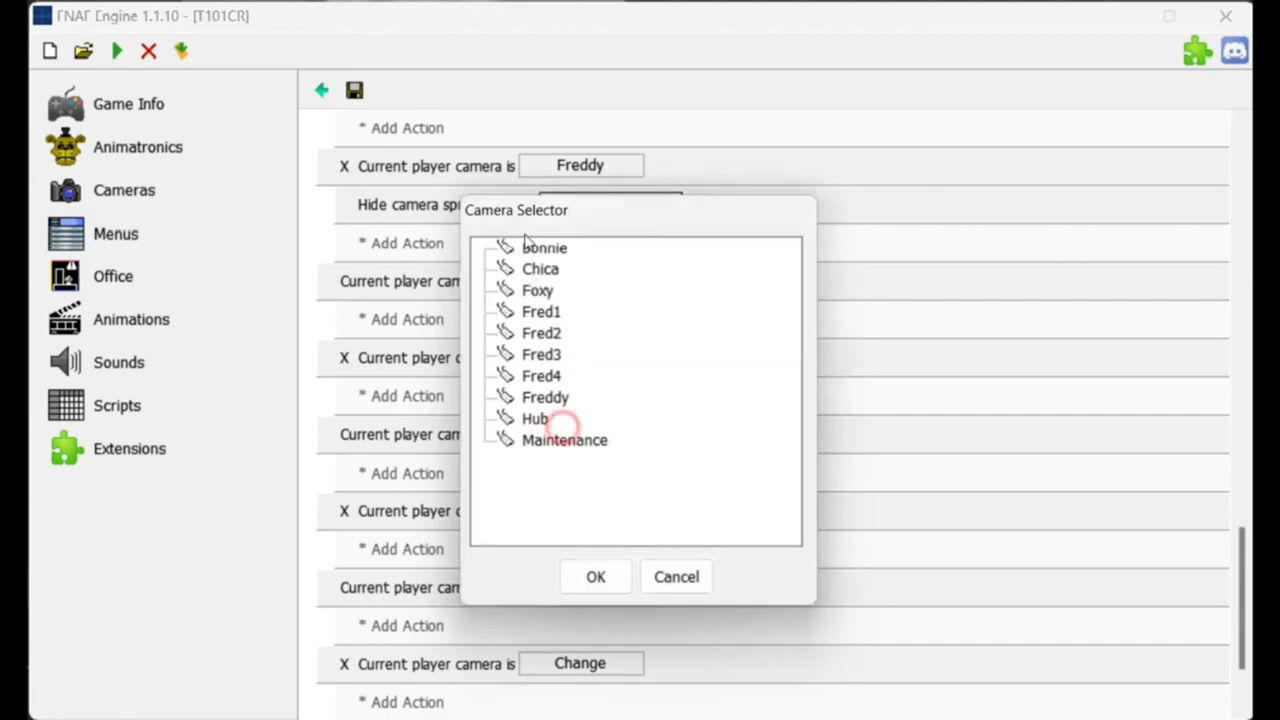 ГНАГ Engine 1.1.10 - [T101CR]
Game Info
Animatronics
Cameras
Menus
Office
Animations
Sounds
Scripts
Extensions
* Add Action
X Current player camera is Freddy
Hide camera spr
* Add Action
Current player cam
* Add Action
X Current player c
* Add Action
Current player cam
* Add Action
X Current player c
* Add Action
Current player cam
* Add Action
X Current player camera is Change
* Add Action
Camera Selector
Bonnie
Chica
Foxy
Fred1
Fred2
Fred3
Fred4
Freddy
Hub
Maintenance
OK Cancel